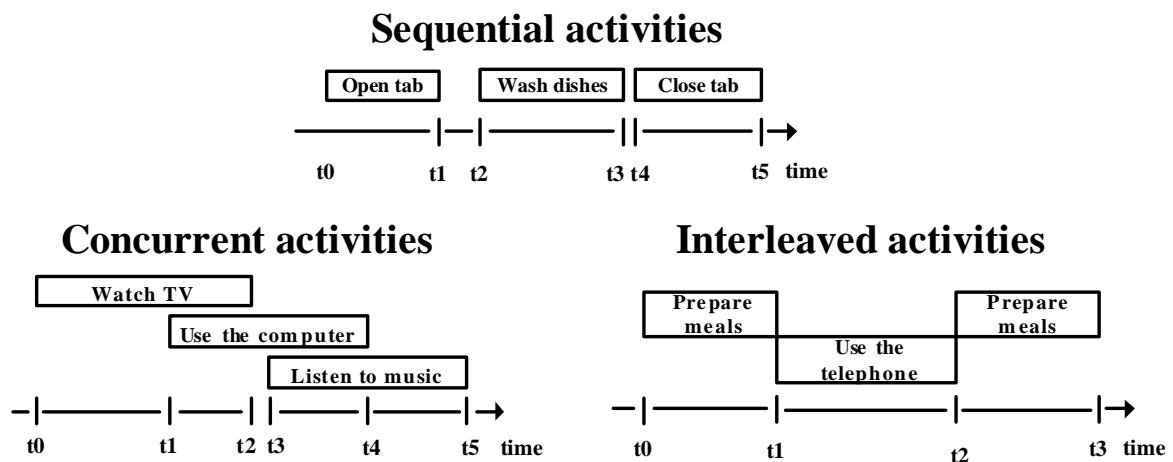 Sequential activities
Open tab Wash dishes Close tab
t0 t1 t2 t3 t4 t5 time
Concurrent activities
Watch TV
Use the computer
Listen to music
t0 t1 t2 t3 t4 t5 time
Interleaved activities
Prepare meals
Use the telephone
Prepare meals
t0 t1 t2 t3 time